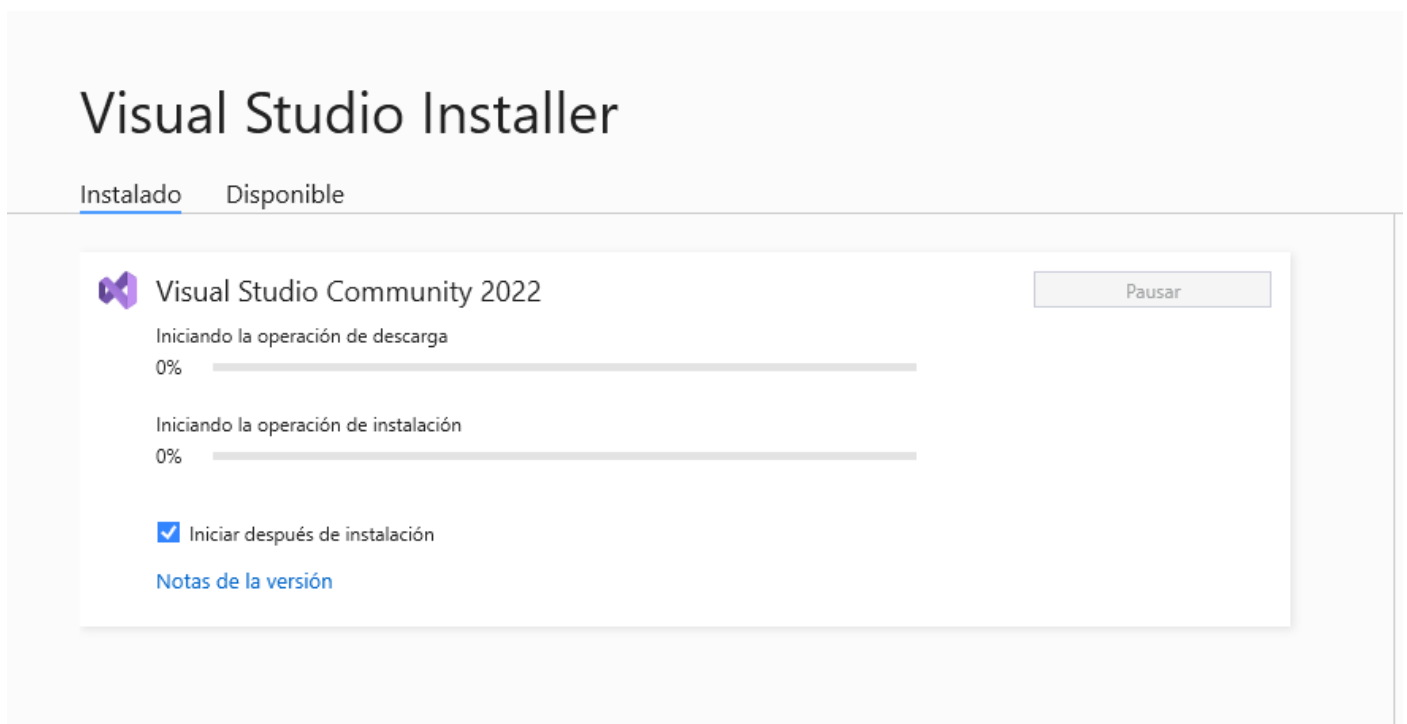 Visual Studio Installer
Instalado Disponible
Visual Studio Community 2022 Pausar
Iniciando la operación de descarga
0%
Iniciando la operación de instalación
0%
Iniciar después de instalación
Notas de la versión